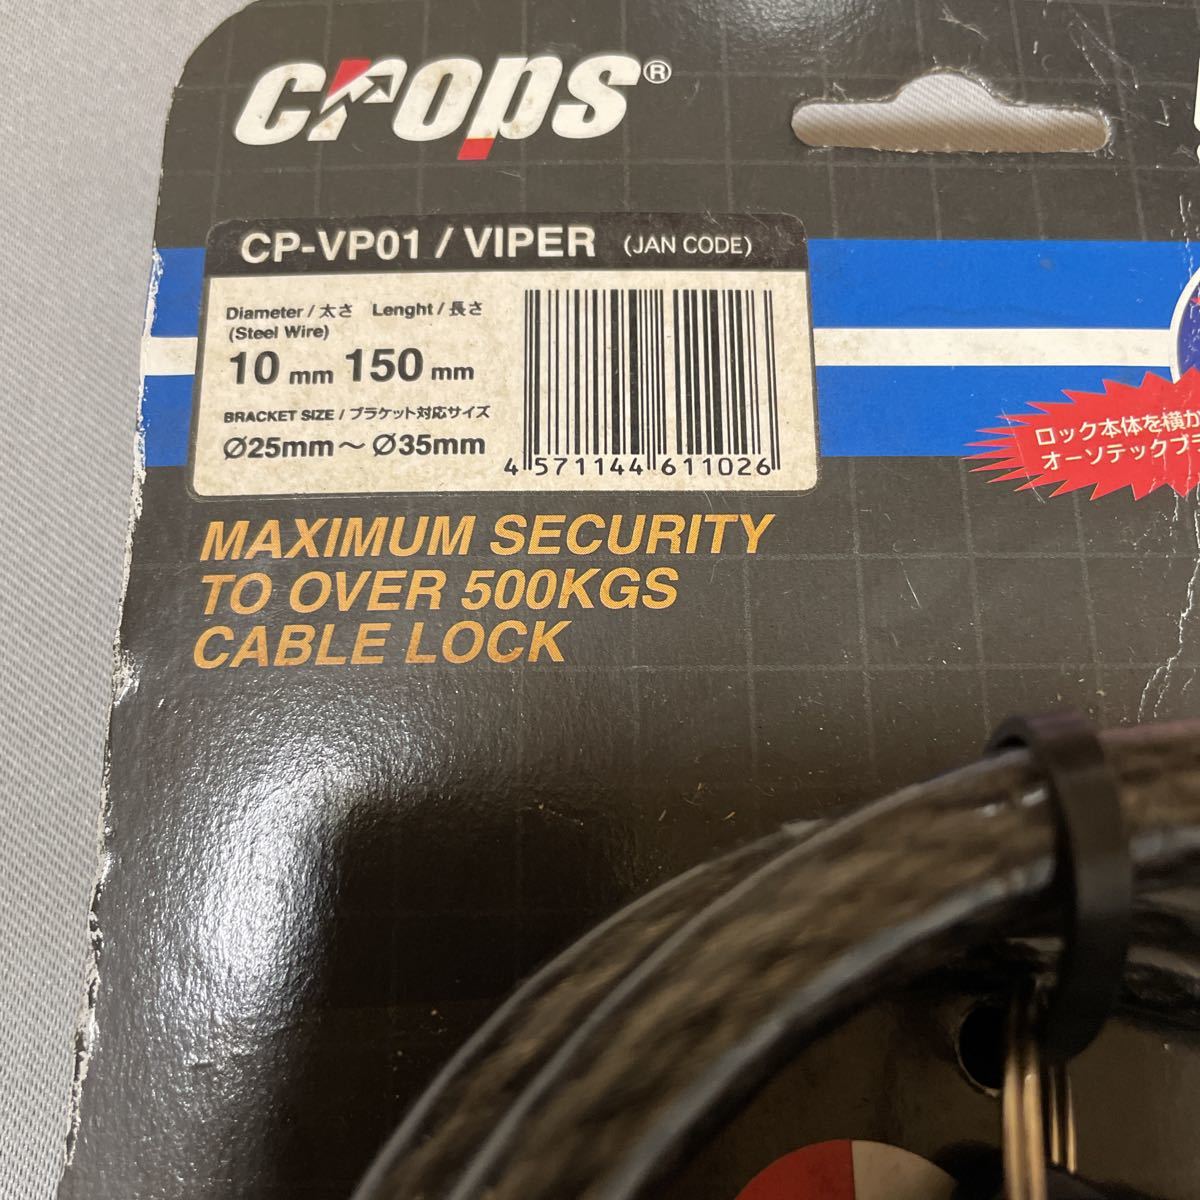 crops®
CP-VP01 / VIPER (JAN CODE)
Diameter / 太さ Lenght / 長さ
(Steel Wire)
10 mm 150 mm
BRACKET SIZE / ブラケット対応サイズ
Ø25mm～Ø35mm
4 571144 611026
ロック本体を横か
オーソテックブラ
MAXIMUM SECURITY
TO OVER 500KGS
CABLE LOCK